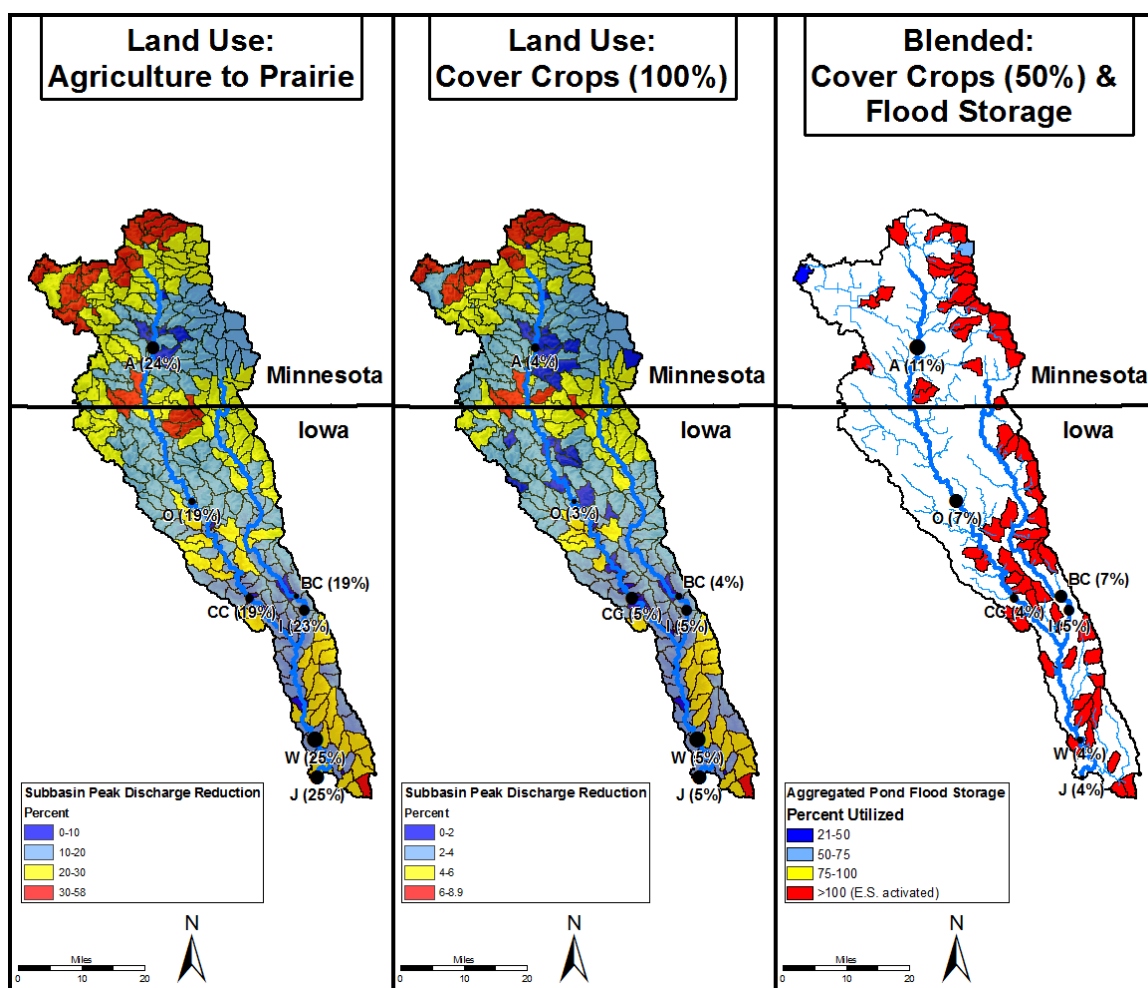 Land Use:
Agriculture to Prairie
A (24%)
Minnesota
Iowa
O (19%)
BC (19%)
CC (19%)
I (23%)
W (25%)
J (25%)
Subbasin Peak Discharge Reduction
Percent
0-10
10-20
20-30
30-58
N
Miles
0 10 20
Land Use:
Cover Crops (100%)
A (4%)
Minnesota
Iowa
O (3%)
BC (4%)
CC (5%)
I (5%)
W (5%)
J (5%)
Subbasin Peak Discharge Reduction
Percent
0-2
2-4
4-6
6-8.9
N
Miles
0 10 20
Blended:
Cover Crops (50%) &
Flood Storage
A (11%)
Minnesota
Iowa
O (7%)
BC (7%)
CC (4%)
I (5%)
W (4%)
J (4%)
Aggregated Pond Flood Storage
Percent Utilized
21-50
50-75
75-100
>100 (E.S. activated)
N
Miles
0 10 20